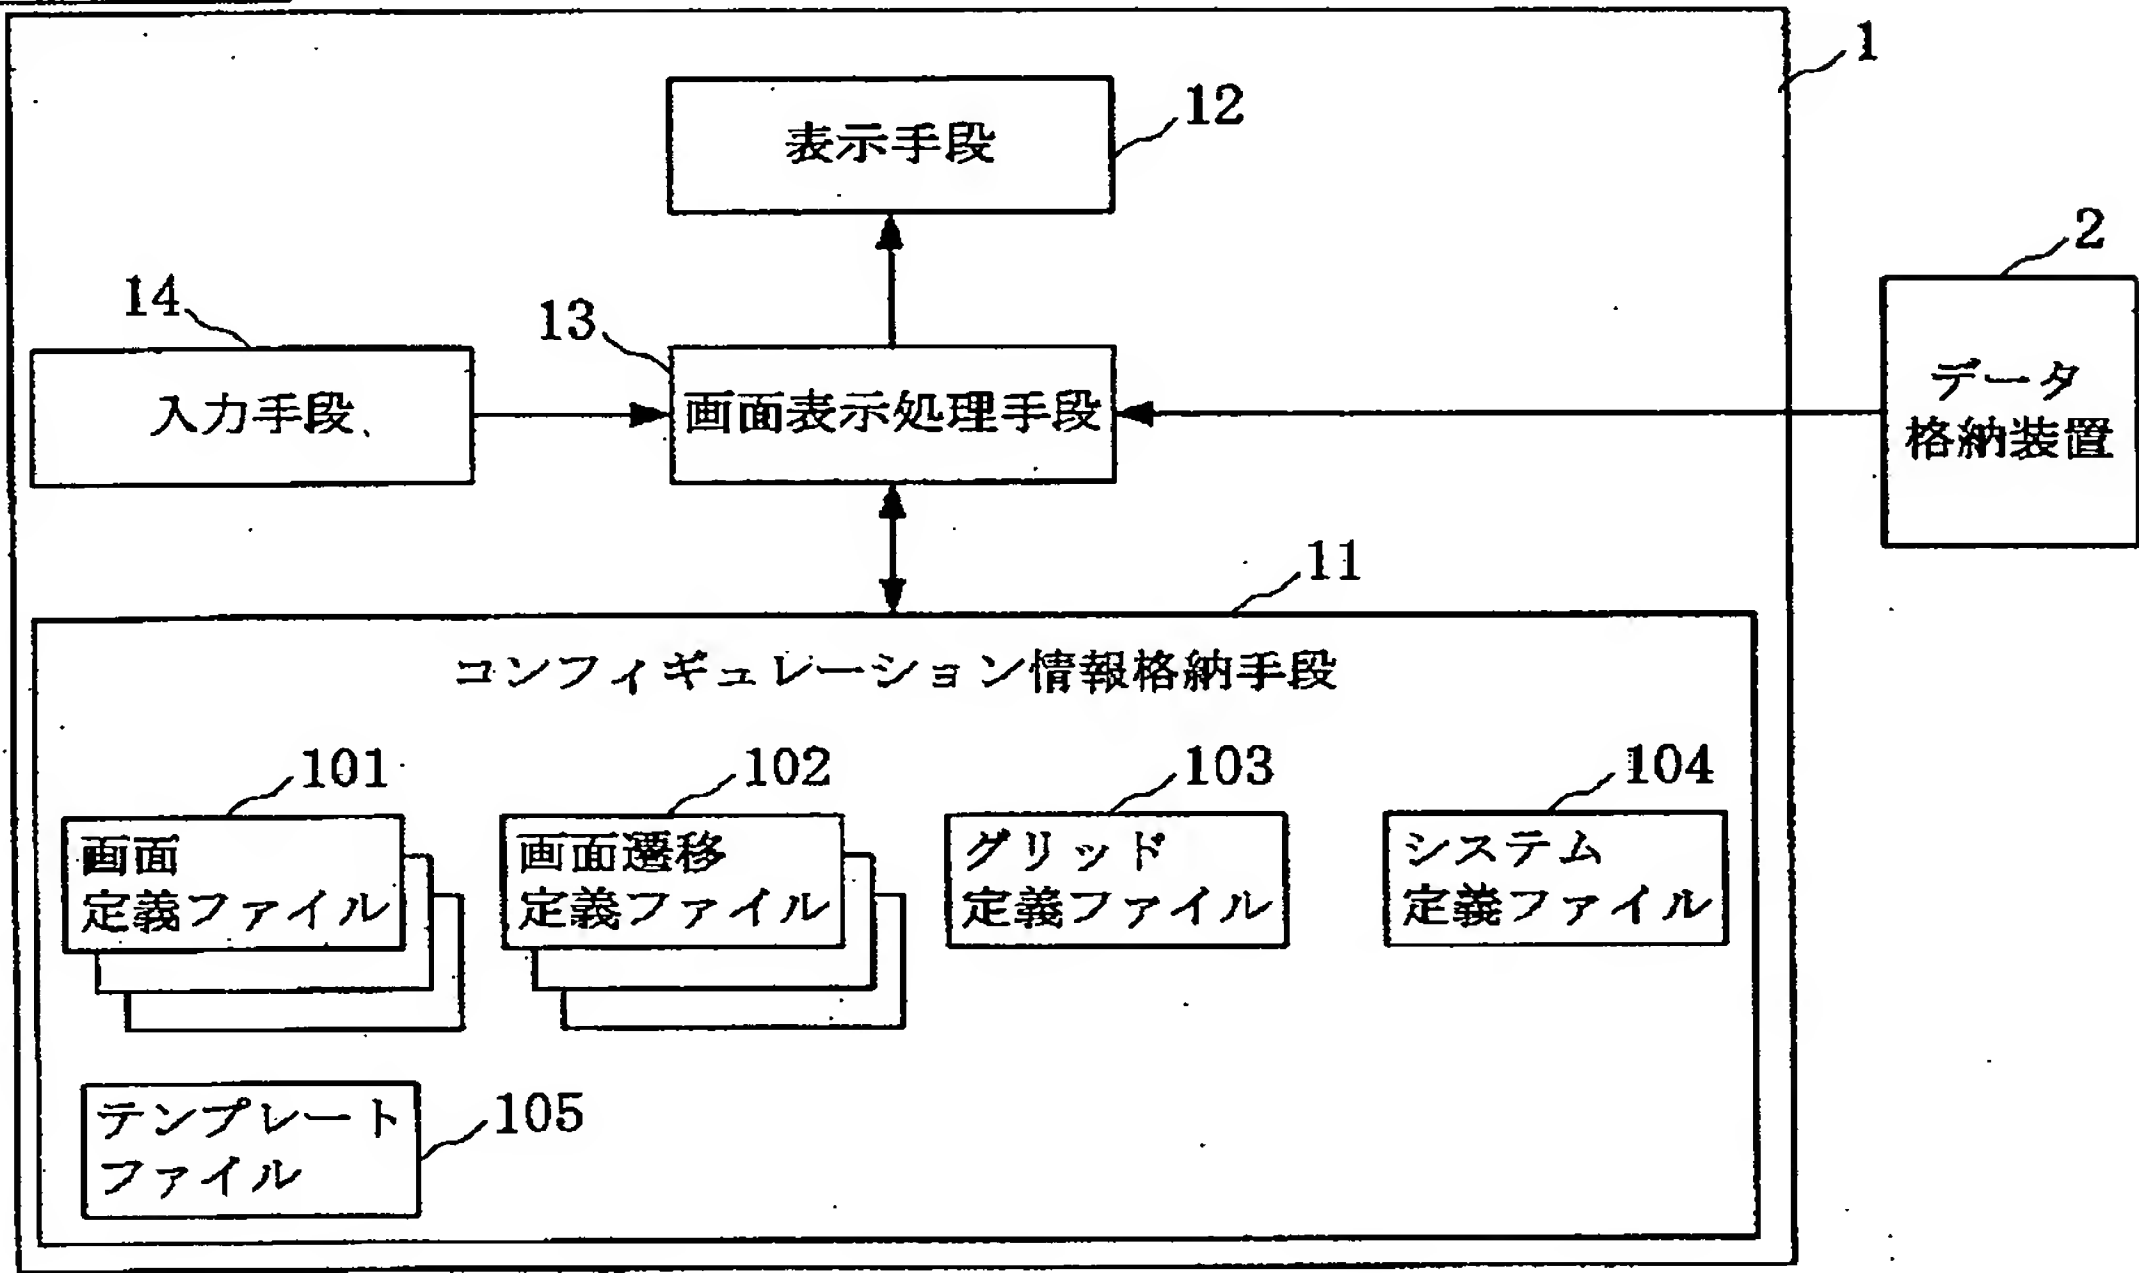 1
12
表示手段
2
14
13
入力手段
画面表示処理手段
データ
格納装置
11
コンフィギュレーション情報格納手段
101
102
103
104
画面
定義ファイル
画面遷移
定義ファイル
グリッド
定義ファイル
システム
定義ファイル
テンプレート
ファイル
105